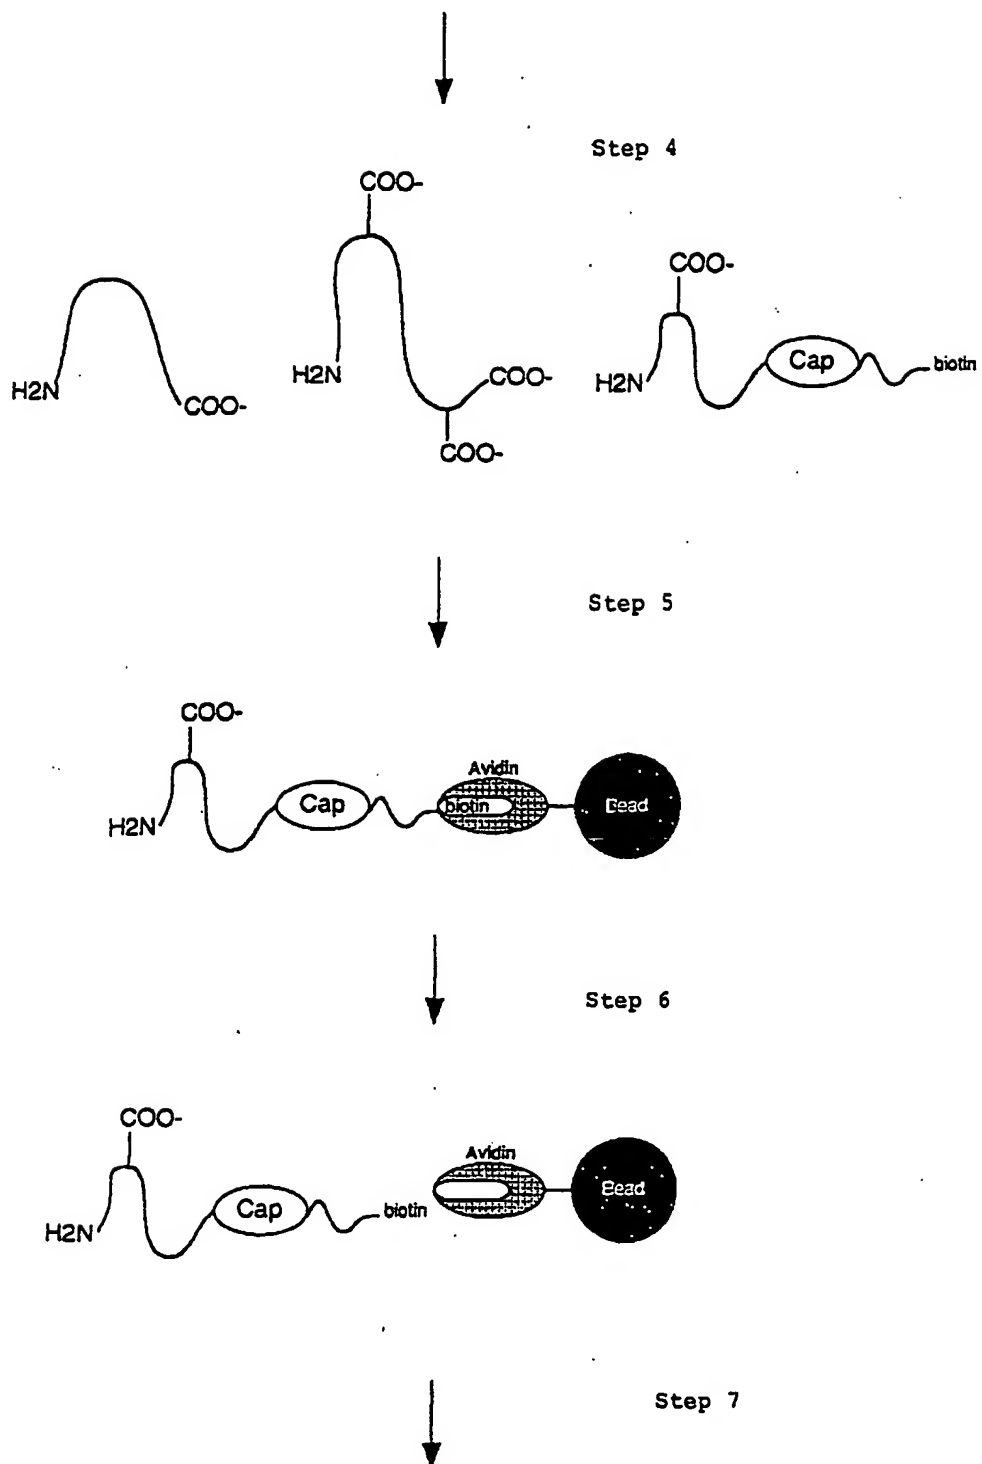 Step 4
COO-
COO-
H2N
COO-
H2N
COO-
COO-
H2N
Cap
biotin
Step 5
COO-
H2N
Cap
Avidin
biotin
Bead
Step 6
COO-
H2N
Cap
biotin
Avidin
Bead
Step 7